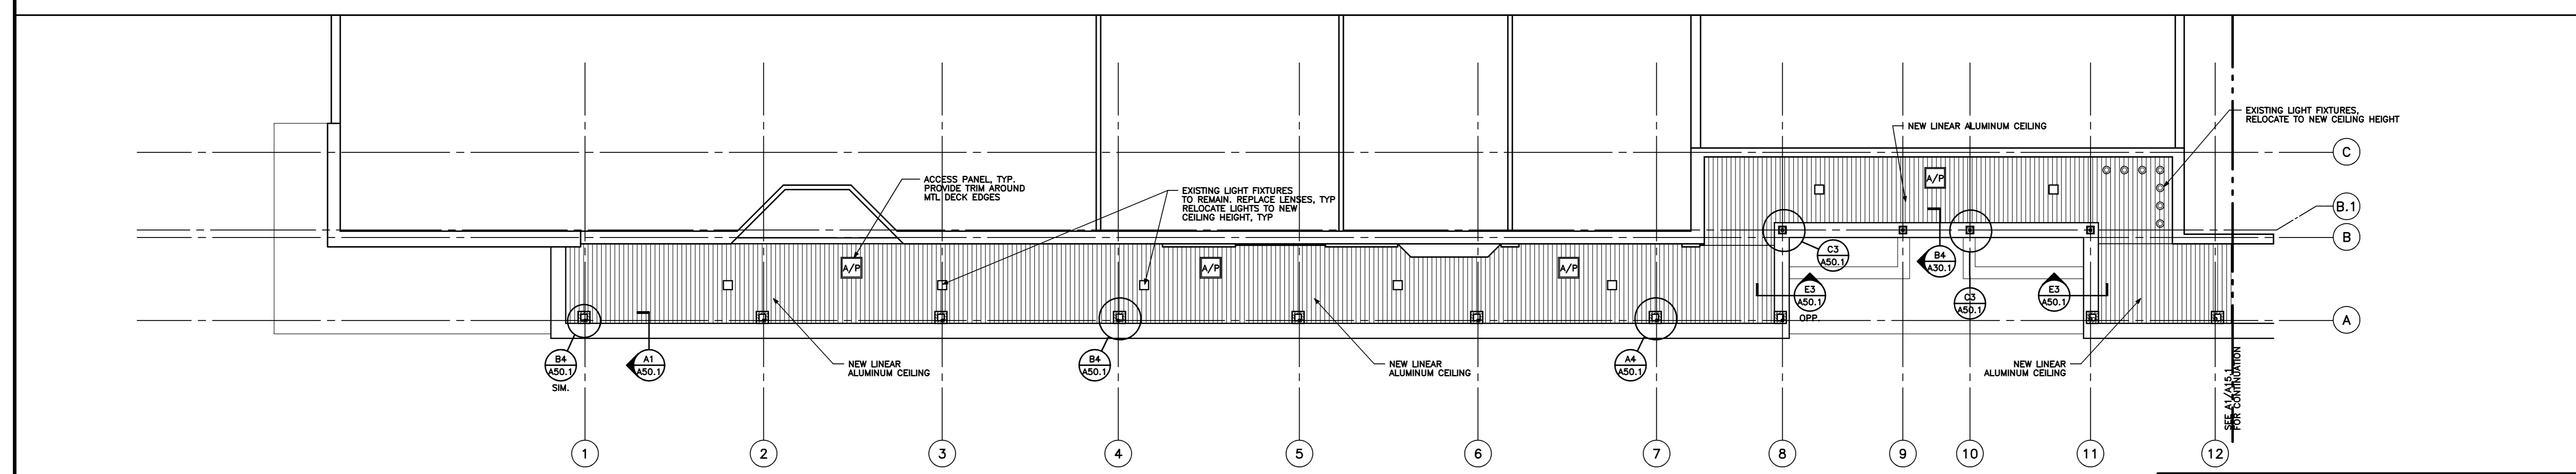 EXISTING LIGHT FIXTURES,
RELOCATE TO NEW CEILING HEIGHT
NEW LINEAR ALUMINUM CEILING
C
ACCESS PANEL, TYP.
PROVIDE TRIM AROUND
MTL DECK EDGES
EXISTING LIGHT FIXTURES
TO REMAIN. REPLACE LENSES, TYP
RELOCATE LIGHTS TO NEW
CEILING HEIGHT, TYP
A/P
B.1
B
A/P
A/P
A/P
C3
A50.1
B4
A30.1
E3
A50.1
OPP.
C3
A50.1
E3
A50.1
A
B4
A50.1
SIM.
A1
A50.1
NEW LINEAR
ALUMINUM CEILING
B4
A50.1
NEW LINEAR
ALUMINUM CEILING
A4
A50.1
NEW LINEAR
ALUMINUM CEILING
SEE A1/A15.1
FOR CONTINUATION
1
2
3
4
5
6
7
8
9
10
11
12